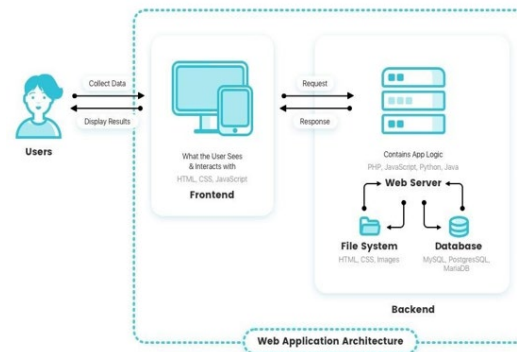 Collect Data
Display Results
Users
What the User Sees
& Interacts with
HTML, CSS, JavaScript
Frontend
Request
Response
Contains App Logic
PHP, JavaScript, Python, Java
Web Server
File System
HTML, CSS, Images
Database
MySQL, PostgresSQL,
MariaDB
Backend
Web Application Architecture